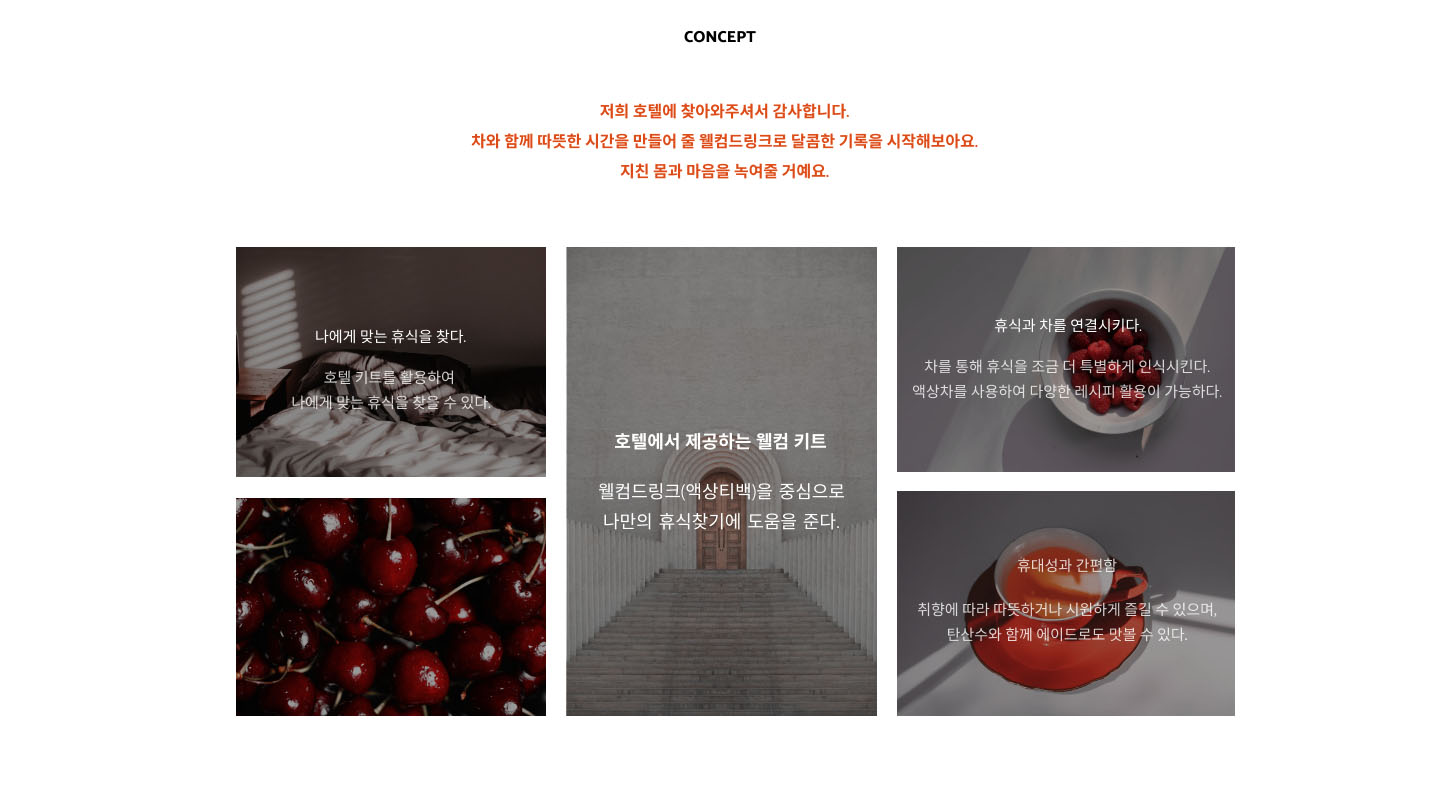 CONCEPT
저희 호텔에 찾아와주셔서 감사합니다.
차와 함께 따뜻한 시간을 만들어 줄 웰컴드링크로 달콤한 기록을 시작해보아요.
지친 몸과 마음을 녹여줄 거예요.
나에게 맞는 휴식을 찾다.
호텔 키트를 활용하여
나에게 맞는 휴식을 찾을 수 있다.
호텔에서 제공하는 웰컴 키트
웰컴드링크(액상티백)을 중심으로
나만의 휴식찾기에 도움을 준다.
휴식과 차를 연결시키다.
차를 통해 휴식을 조금 더 특별하게 인식시킨다.
액상차를 사용하여 다양한 레시피 활용이 가능하다.
휴대성과 간편함
취향에 따라 따뜻하거나 시원하게 즐길 수 있으며,
탄산수와 함께 에이드로도 맛볼 수 있다.